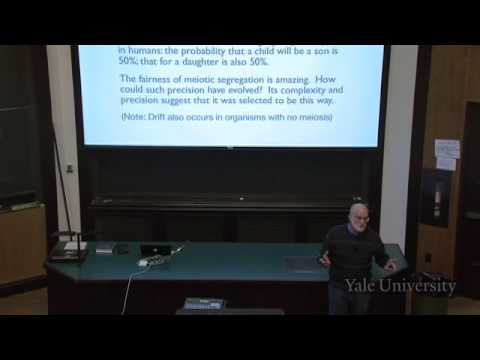 in humans: the probability that a child will be a son is
50%; that for a daughter is also 50%.
The fairness of meiotic segregation is amazing. How
could such precision have evolved? Its complexity and
precision suggest that it was selected to be this way.
(Note: Drift also occurs in organisms with no meiosis)
Yale University